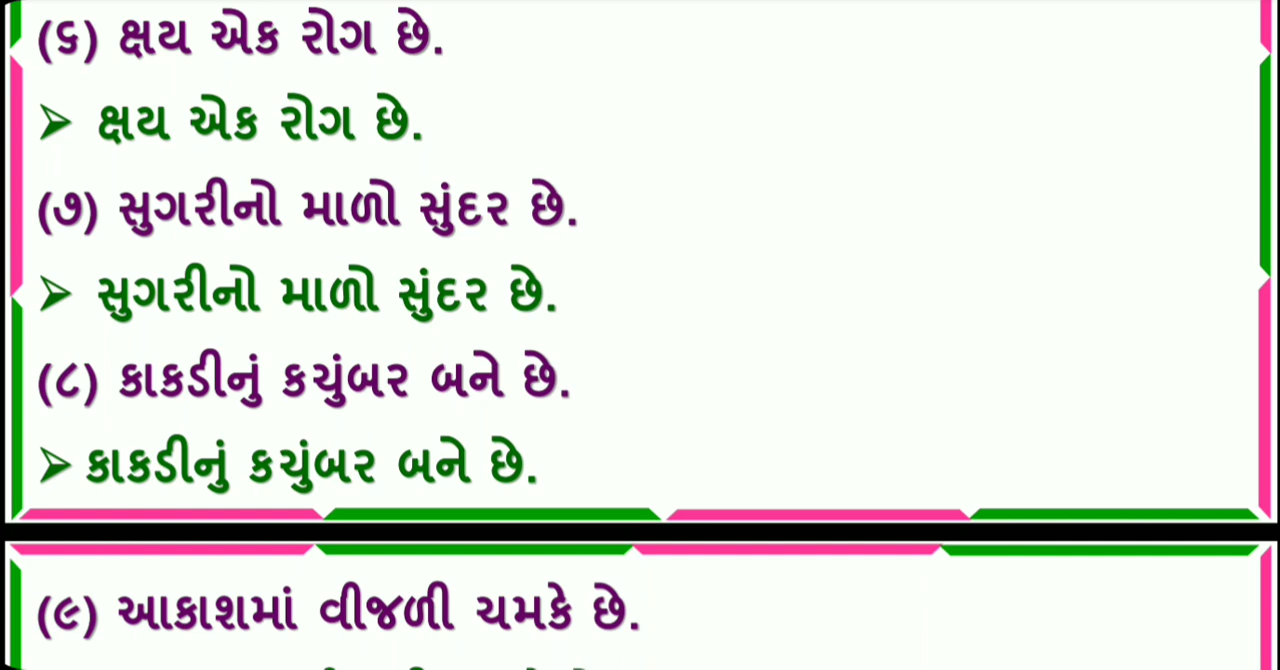 (૬) ક્ષય એક રોગ છે.
➢ ક્ષય એક રોગ છે.
(૭) સુગરીનો માળો સુંદર છે.
➢ સુગરીનો માળો સુંદર છે.
(૮) કાકડીનું કચુંબર બને છે.
➢ કાકડીનું કચુંબર બને છે.
(૯) આકાશમાં વીજળી ચમકે છે.